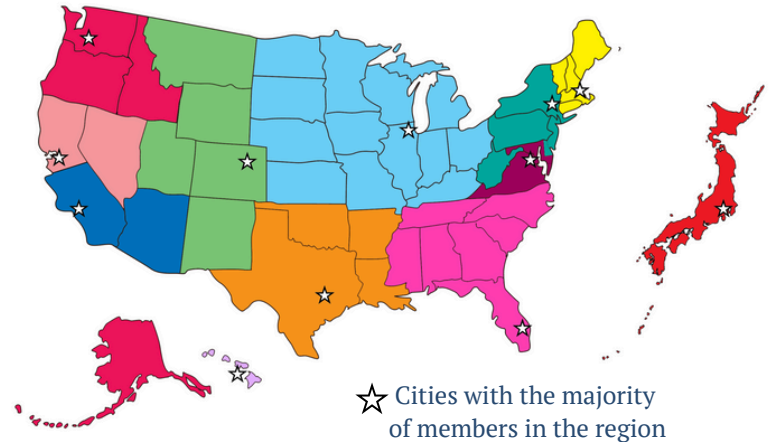 Cities with the majority
of members in the region